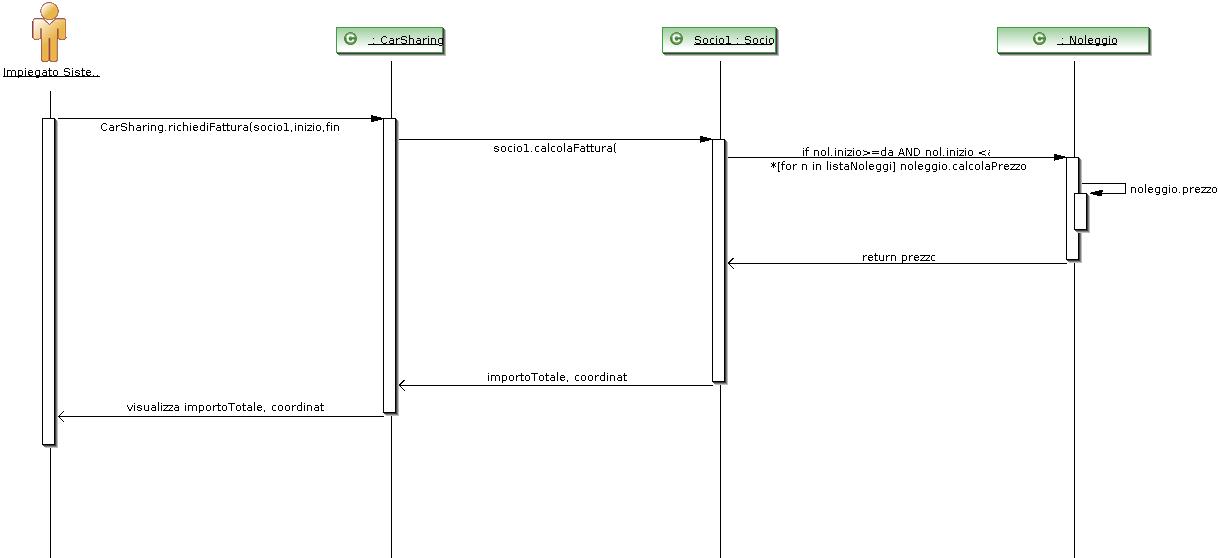 Impiegato Siste..
: CarSharing
Socio1 : Socio
: Noleggio
CarSharing.richiediFattura(socio1,inizio,fin
socio1.calcolaFattura(
if nol.inizio>=da AND nol.inizio <
*[for n in listaNoleggi] noleggio.calcolaPrezzo
noleggio.prezzo
return prezzo
importoTotale, coordinat
visualizza importoTotale, coordinat